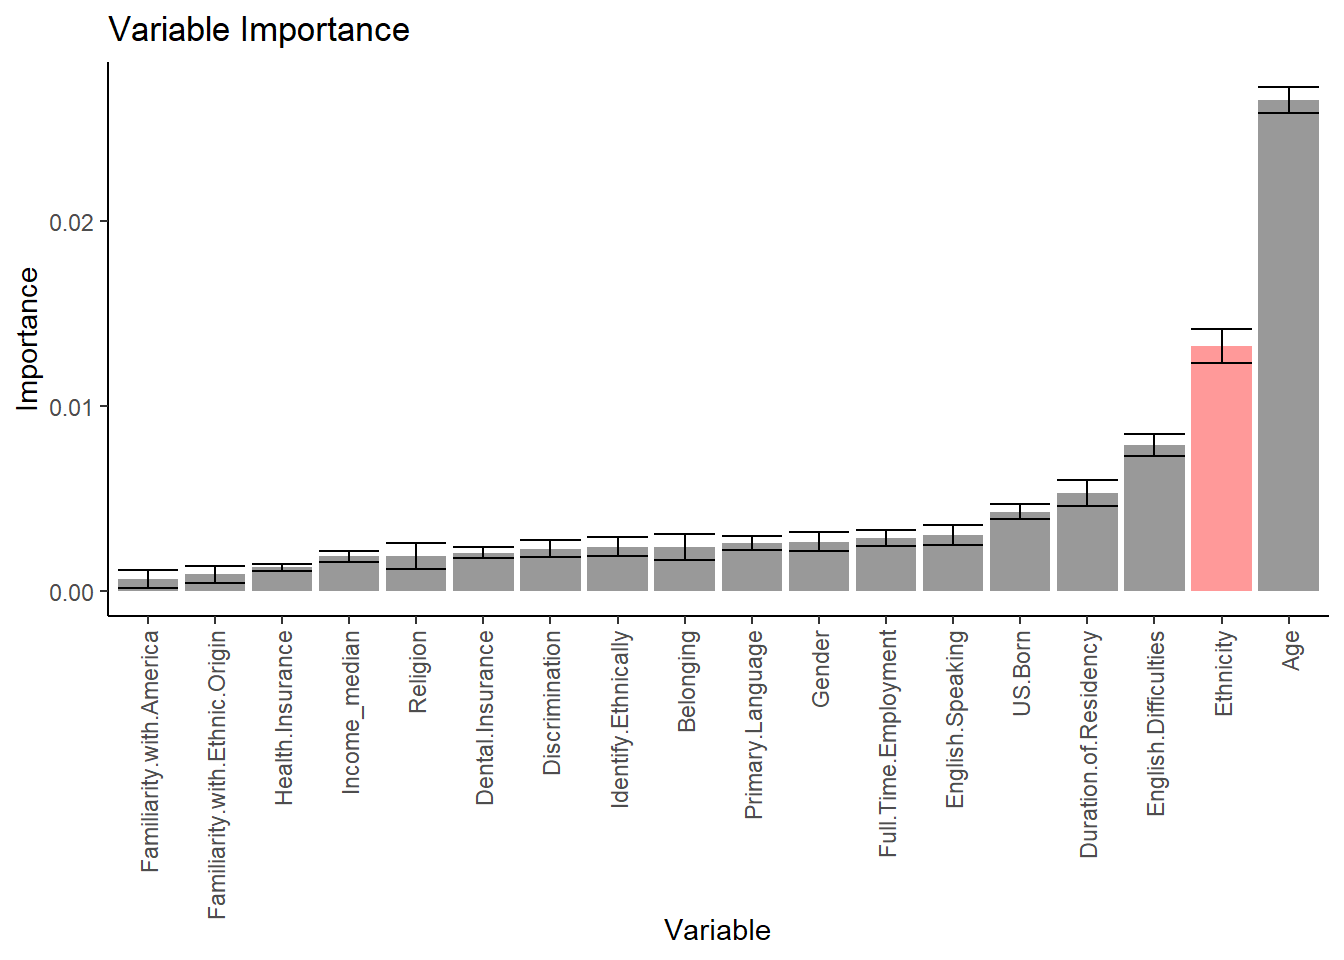 Variable Importance
Importance
0.02
0.01
0.00
Familiarity.with.America
Familiarity.with.Ethnic.Origin
Health.Insurance
Income_median
Religion
Dental.Insurance
Discrimination
Identify.Ethnically
Belonging
Primary.Language
Gender
Full.Time.Employment
English.Speaking
US.Born
Duration.of.Residency
English.Difficulties
Ethnicity
Age
Variable